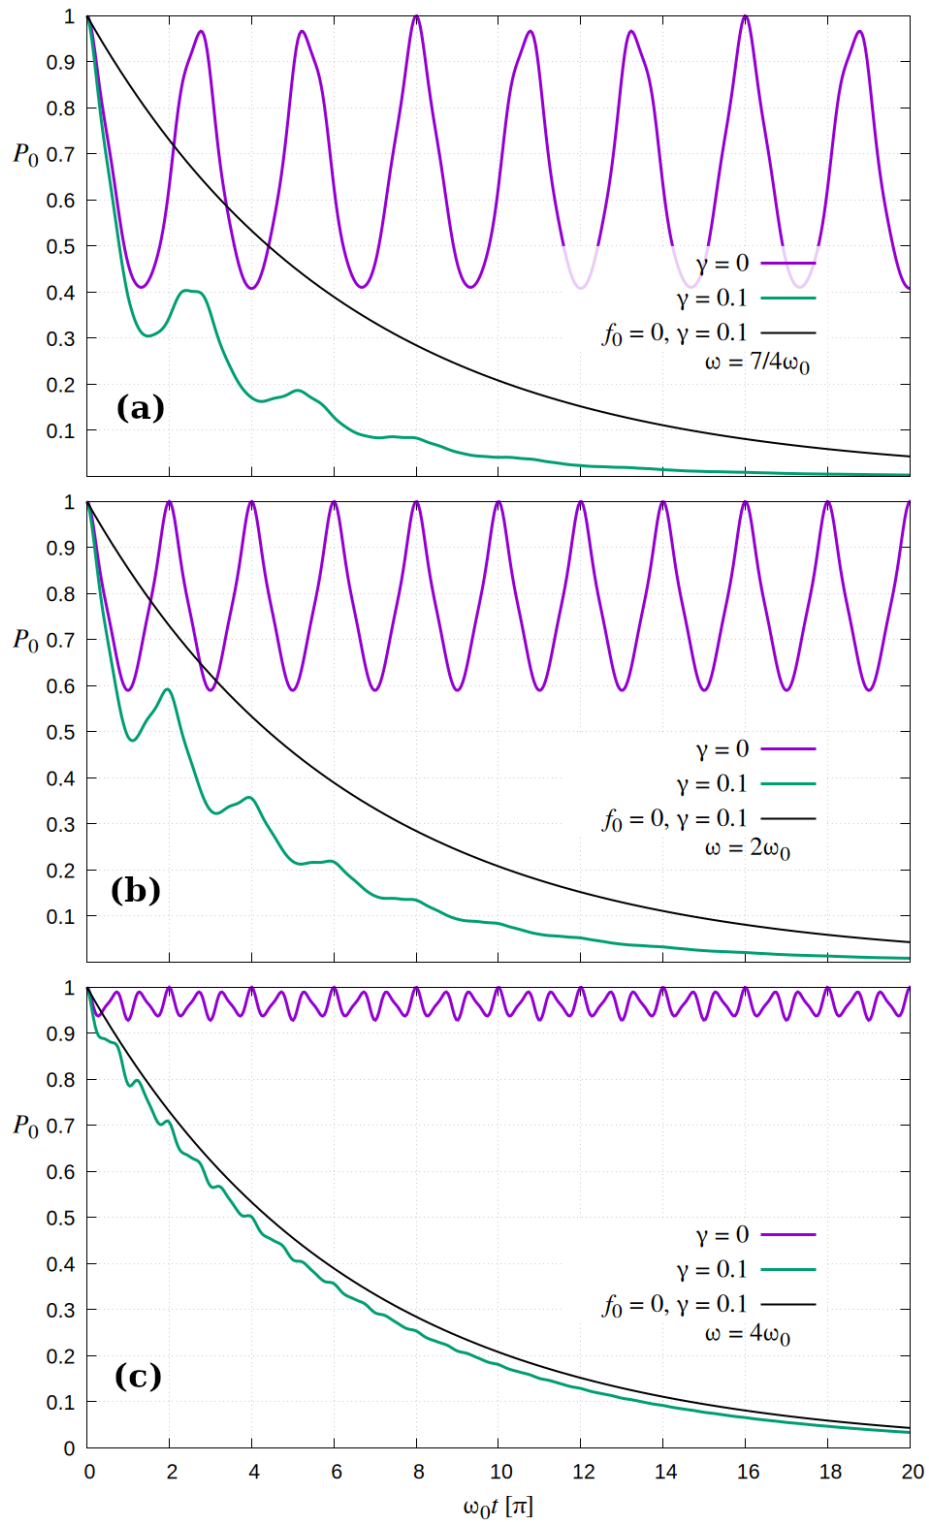 1
0.9
0.8
P₀ 0.7
0.6
0.5
γ = 0
0.4
γ = 0.1
0.3
f₀ = 0, γ = 0.1
ω = 7/4ω₀
0.2
(a)
0.1
1
0.9
0.8
P₀ 0.7
0.6
0.5
γ = 0
0.4
γ = 0.1
0.3
f₀ = 0, γ = 0.1
ω = 2ω₀
0.2
(b)
0.1
1
0.9
0.8
P₀ 0.7
0.6
0.5
γ = 0
0.4
γ = 0.1
0.3
f₀ = 0, γ = 0.1
ω = 4ω₀
0.2
(c)
0.1
0
0 2 4 6 8 10 12 14 16 18 20
ω₀t [π]